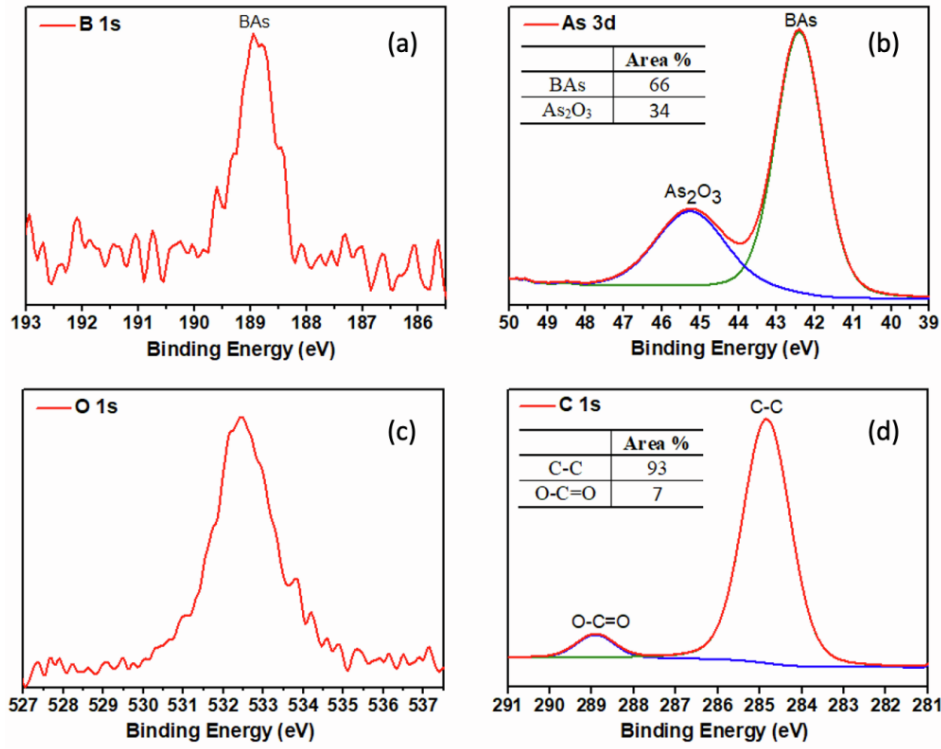 B 1s
BAs
(a)
193 192 191 190 189 188 187 186
Binding Energy (eV)
As 3d
BAs
(b)
Area %
BAs 66
As₂O₃ 34
As₂O₃
50 49 48 47 46 45 44 43 42 41 40 39
Binding Energy (eV)
O 1s
(c)
527 528 529 530 531 532 533 534 535 536 537
Binding Energy (eV)
C 1s
C-C
(d)
Area %
C-C 93
O-C=O 7
O-C=O
291 290 289 288 287 286 285 284 283 282 281
Binding Energy (eV)